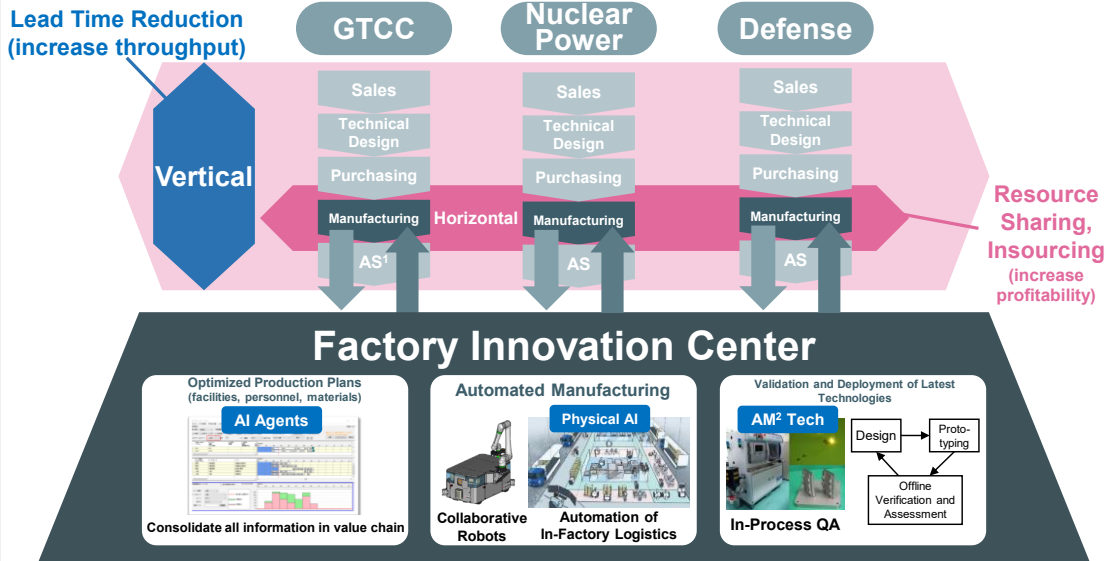 Lead Time Reduction
(increase throughput)
GTCC
Nuclear
Power
Defense
Vertical
Sales
Technical
Design
Purchasing
Manufacturing
AS¹
Horizontal
Sales
Technical
Design
Purchasing
Manufacturing
AS
Sales
Technical
Design
Purchasing
Manufacturing
AS
Resource
Sharing,
Insourcing
(increase
profitability)
Factory Innovation Center
Optimized Production Plans
(facilities, personnel, materials)
AI Agents
Consolidate all information in value chain
Automated Manufacturing
Physical AI
Collaborative
Robots
Automation of
In-Factory Logistics
Validation and Deployment of Latest
Technologies
AM² Tech
In-Process QA
Design
Proto-
typing
Offline
Verification and
Assessment